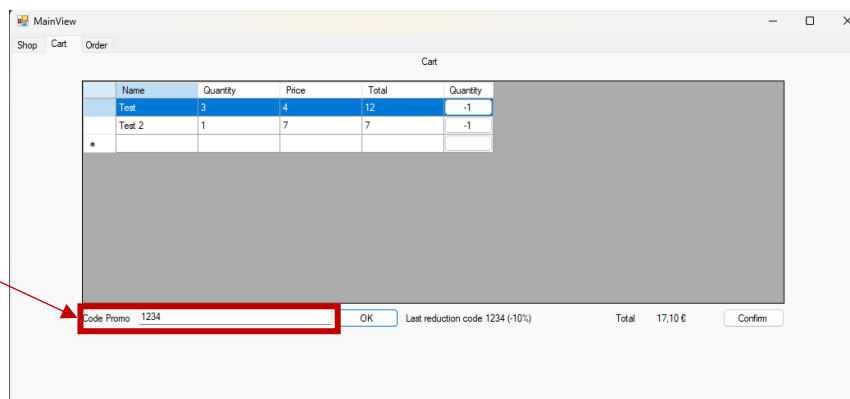 MainView
Shop Cart Order
Cart
Name Quantity Price Total Quantity
Test 3 4 12 -1
Test 2 1 7 7 -1
Code Promo 1234 OK Last reduction code 1234 (-10%) Total 17,10 € Confirm